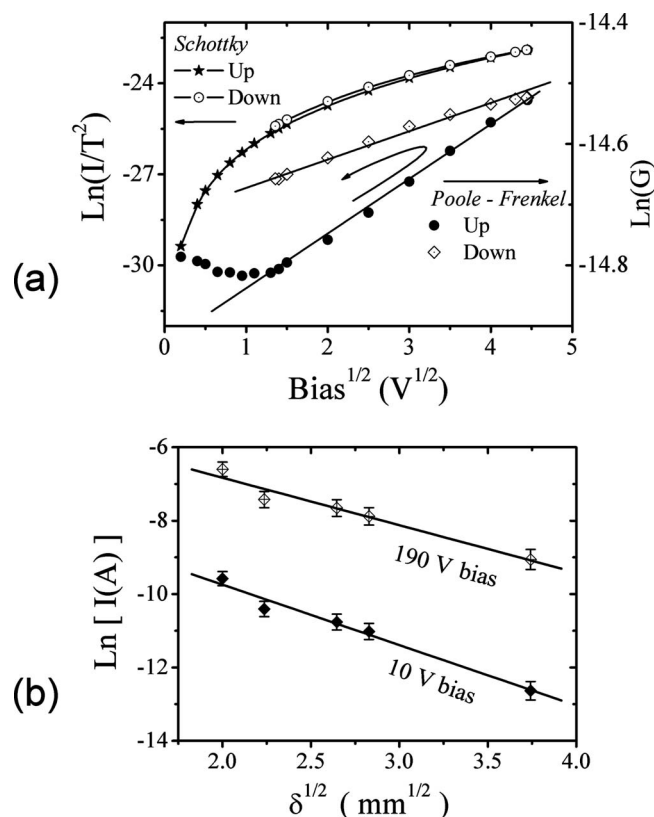 (a)
Schottky
Up
Down
Ln(I/T²)
-23
-25
-27
-30
-14.4
-14.6
-14.8
Ln(G)
Poole - Frenkel
Up
Down
0 1 2 3 4 5
Bias^1/2 (V^1/2)
(b)
Ln [ I(A) ]
-6
-8
-10
-12
-14
190 V bias
10 V bias
2.0 2.5 3.0 3.5 4.0
δ^1/2 ( mm^1/2 )